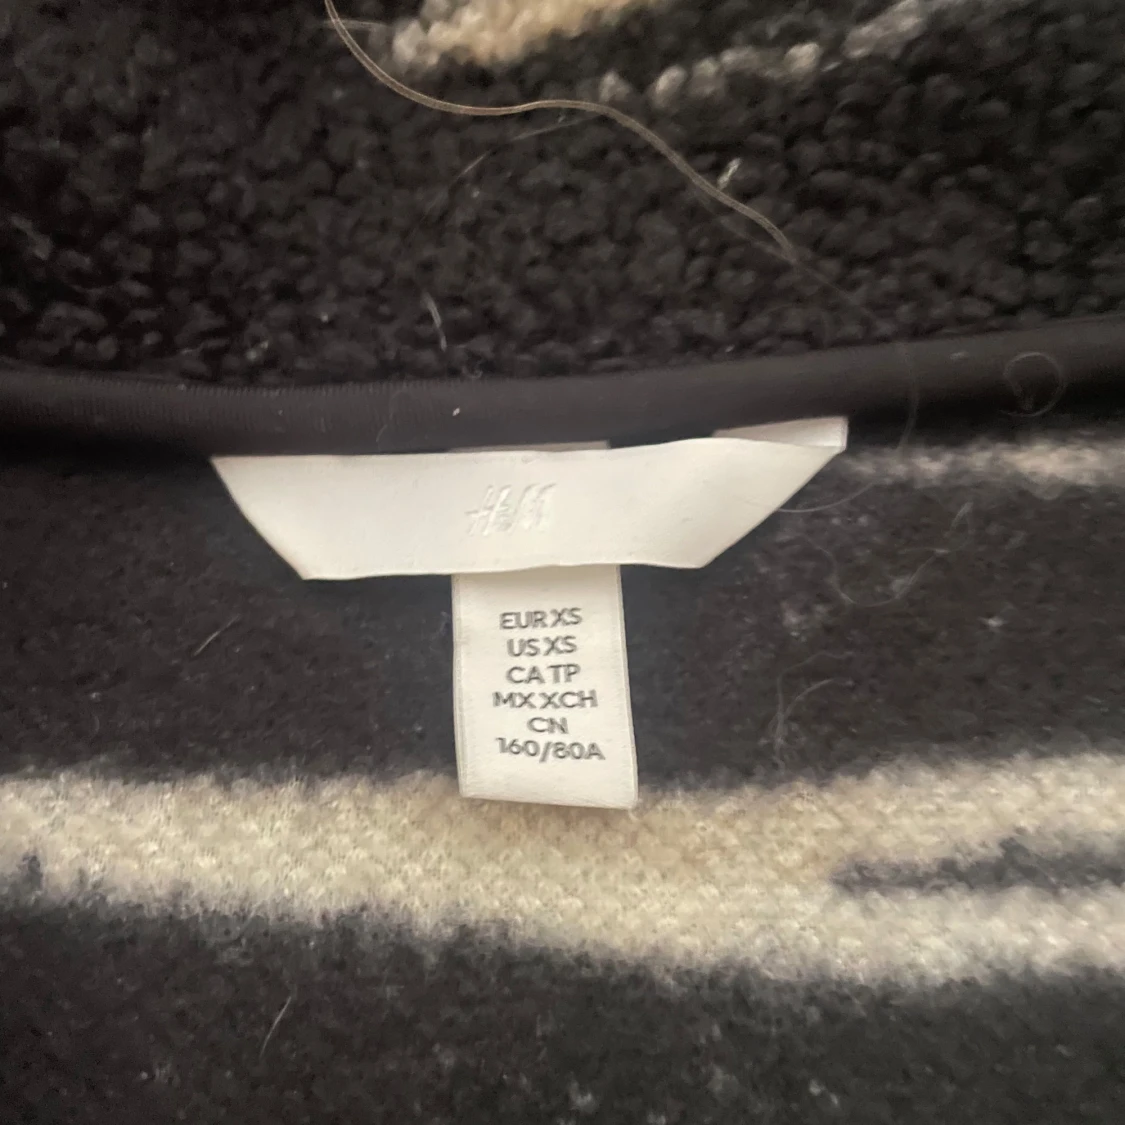 H&M
EUR XS
US XS
CA TP
MX XCH
CN
160/80A